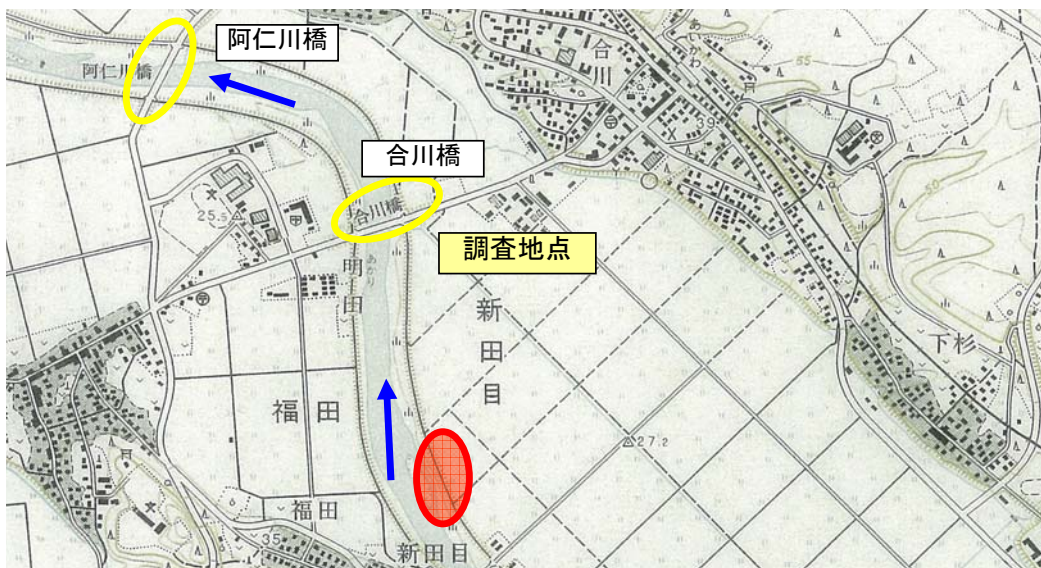 阿仁川橋
阿仁川橋
合川橋
合川橋
調査地点
合川
あいかわ
55
39
50
25.5
明田
あかり
新田目
福田
下杉
27.2
福田
35
新田目